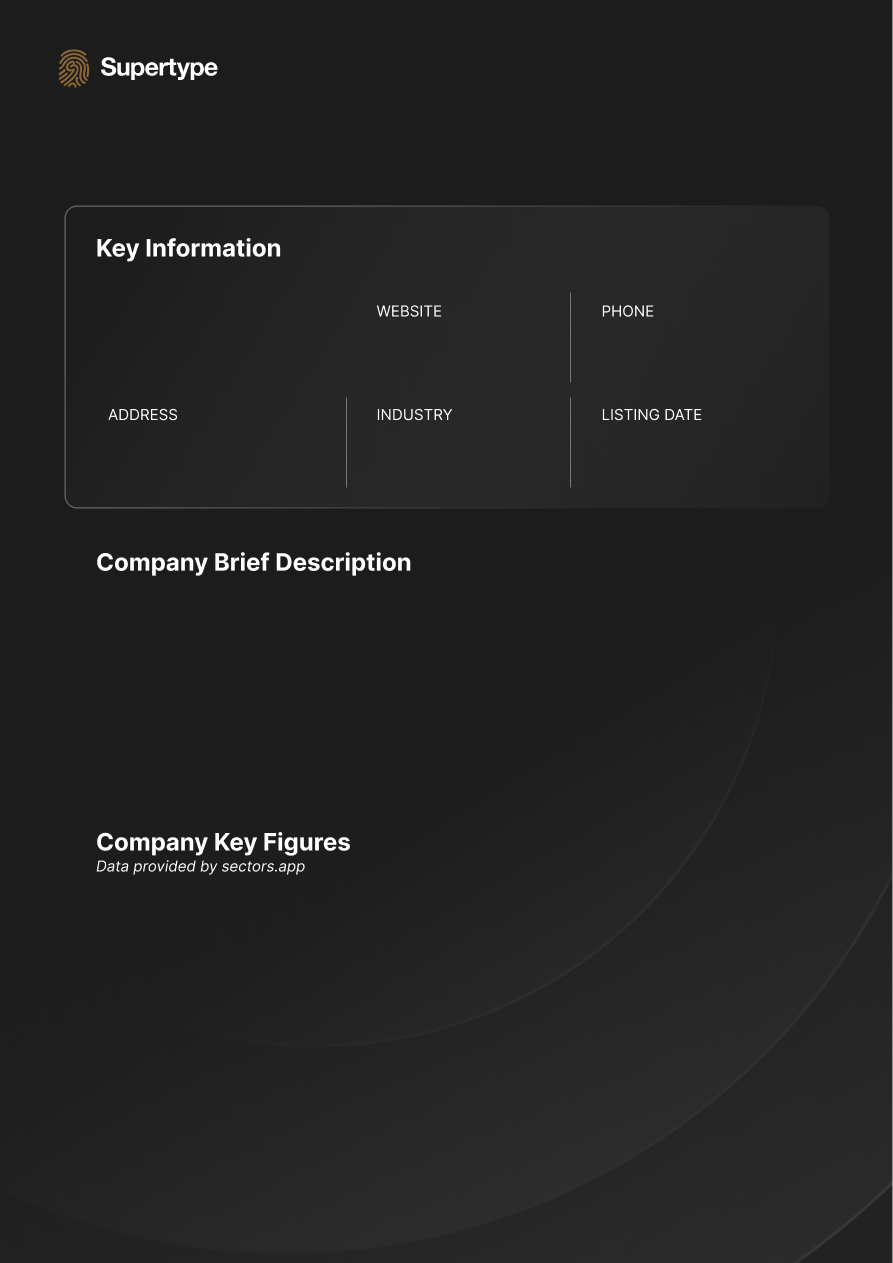 Supertype
Key Information
WEBSITE
PHONE
ADDRESS
INDUSTRY
LISTING DATE
Company Brief Description
Company Key Figures
Data provided by sectors.app